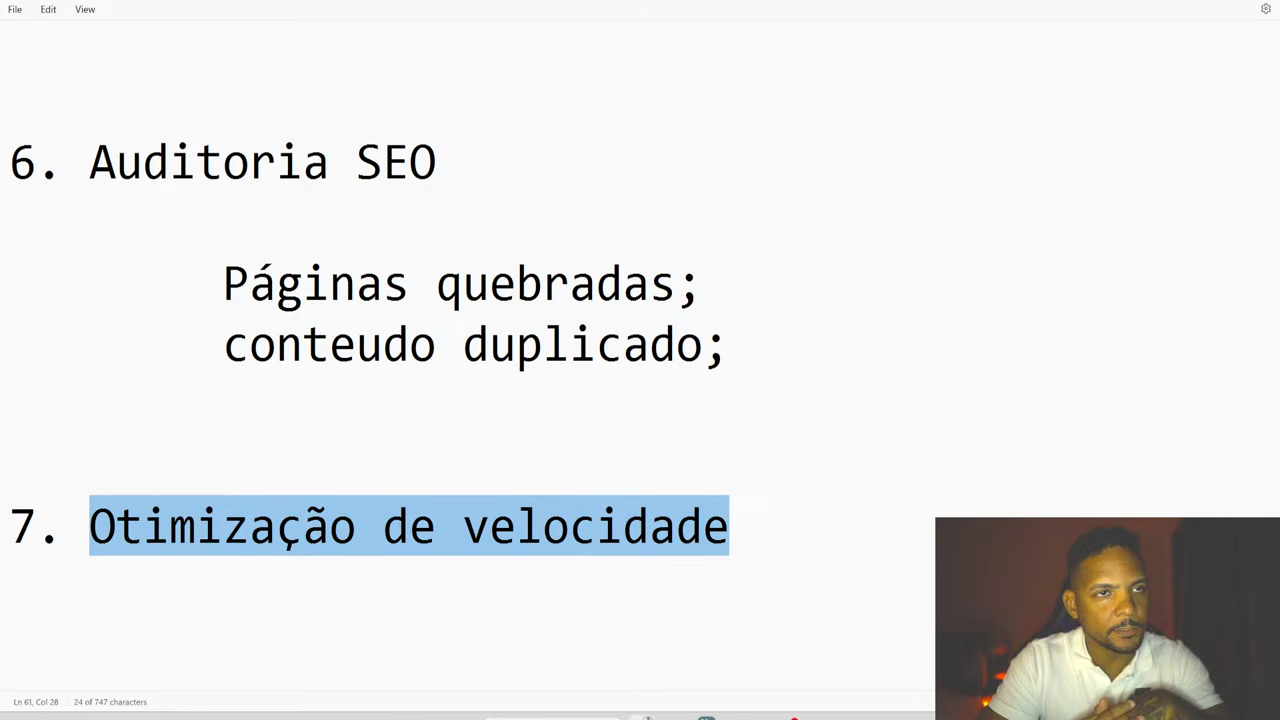 File Edit View
6. Auditoria SEO
Páginas quebradas;
conteudo duplicado;
7. Otimização de velocidade
Ln 61, Col 28 24 of 747 characters